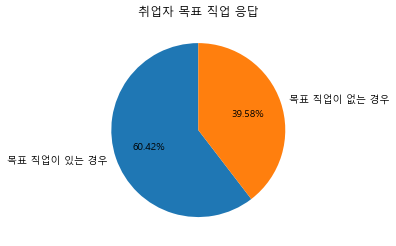 취업자 목표 직업 응답
목표 직업이 없는 경우
39.58%
60.42%
목표 직업이 있는 경우